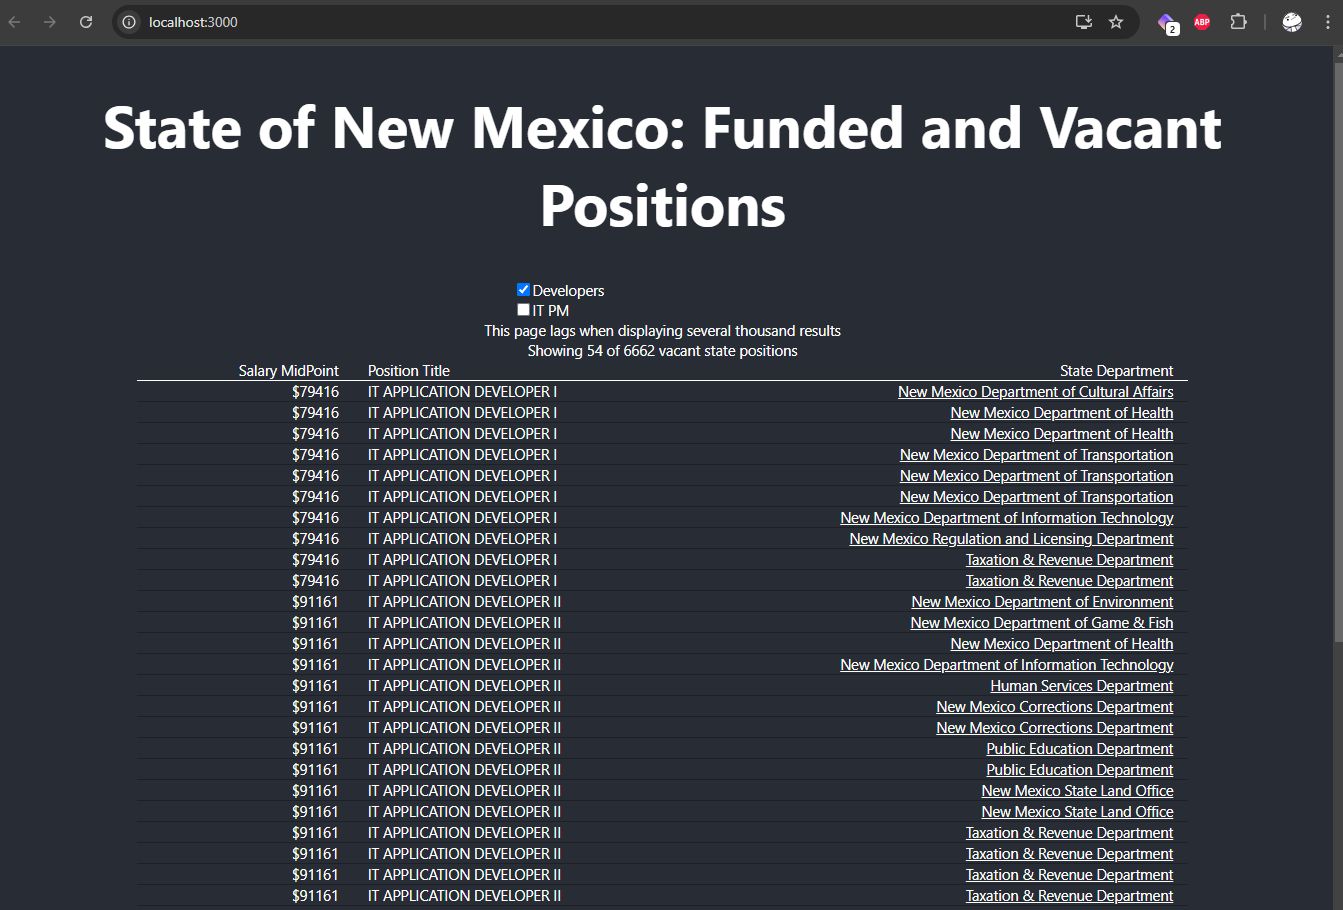 localhost:3000
2
ABP
State of New Mexico: Funded and Vacant
Positions
Developers
IT PM
This page lags when displaying several thousand results
Showing 54 of 6662 vacant state positions
Salary MidPoint Position Title State Department
$79416 IT APPLICATION DEVELOPER I New Mexico Department of Cultural Affairs
$79416 IT APPLICATION DEVELOPER I New Mexico Department of Health
$79416 IT APPLICATION DEVELOPER I New Mexico Department of Health
$79416 IT APPLICATION DEVELOPER I New Mexico Department of Transportation
$79416 IT APPLICATION DEVELOPER I New Mexico Department of Transportation
$79416 IT APPLICATION DEVELOPER I New Mexico Department of Transportation
$79416 IT APPLICATION DEVELOPER I New Mexico Department of Information Technology
$79416 IT APPLICATION DEVELOPER I New Mexico Regulation and Licensing Department
$79416 IT APPLICATION DEVELOPER I Taxation & Revenue Department
$79416 IT APPLICATION DEVELOPER I Taxation & Revenue Department
$91161 IT APPLICATION DEVELOPER II New Mexico Department of Environment
$91161 IT APPLICATION DEVELOPER II New Mexico Department of Game & Fish
$91161 IT APPLICATION DEVELOPER II New Mexico Department of Health
$91161 IT APPLICATION DEVELOPER II New Mexico Department of Information Technology
$91161 IT APPLICATION DEVELOPER II Human Services Department
$91161 IT APPLICATION DEVELOPER II New Mexico Corrections Department
$91161 IT APPLICATION DEVELOPER II New Mexico Corrections Department
$91161 IT APPLICATION DEVELOPER II Public Education Department
$91161 IT APPLICATION DEVELOPER II Public Education Department
$91161 IT APPLICATION DEVELOPER II New Mexico State Land Office
$91161 IT APPLICATION DEVELOPER II New Mexico State Land Office
$91161 IT APPLICATION DEVELOPER II Taxation & Revenue Department
$91161 IT APPLICATION DEVELOPER II Taxation & Revenue Department
$91161 IT APPLICATION DEVELOPER II Taxation & Revenue Department
$91161 IT APPLICATION DEVELOPER II Taxation & Revenue Department